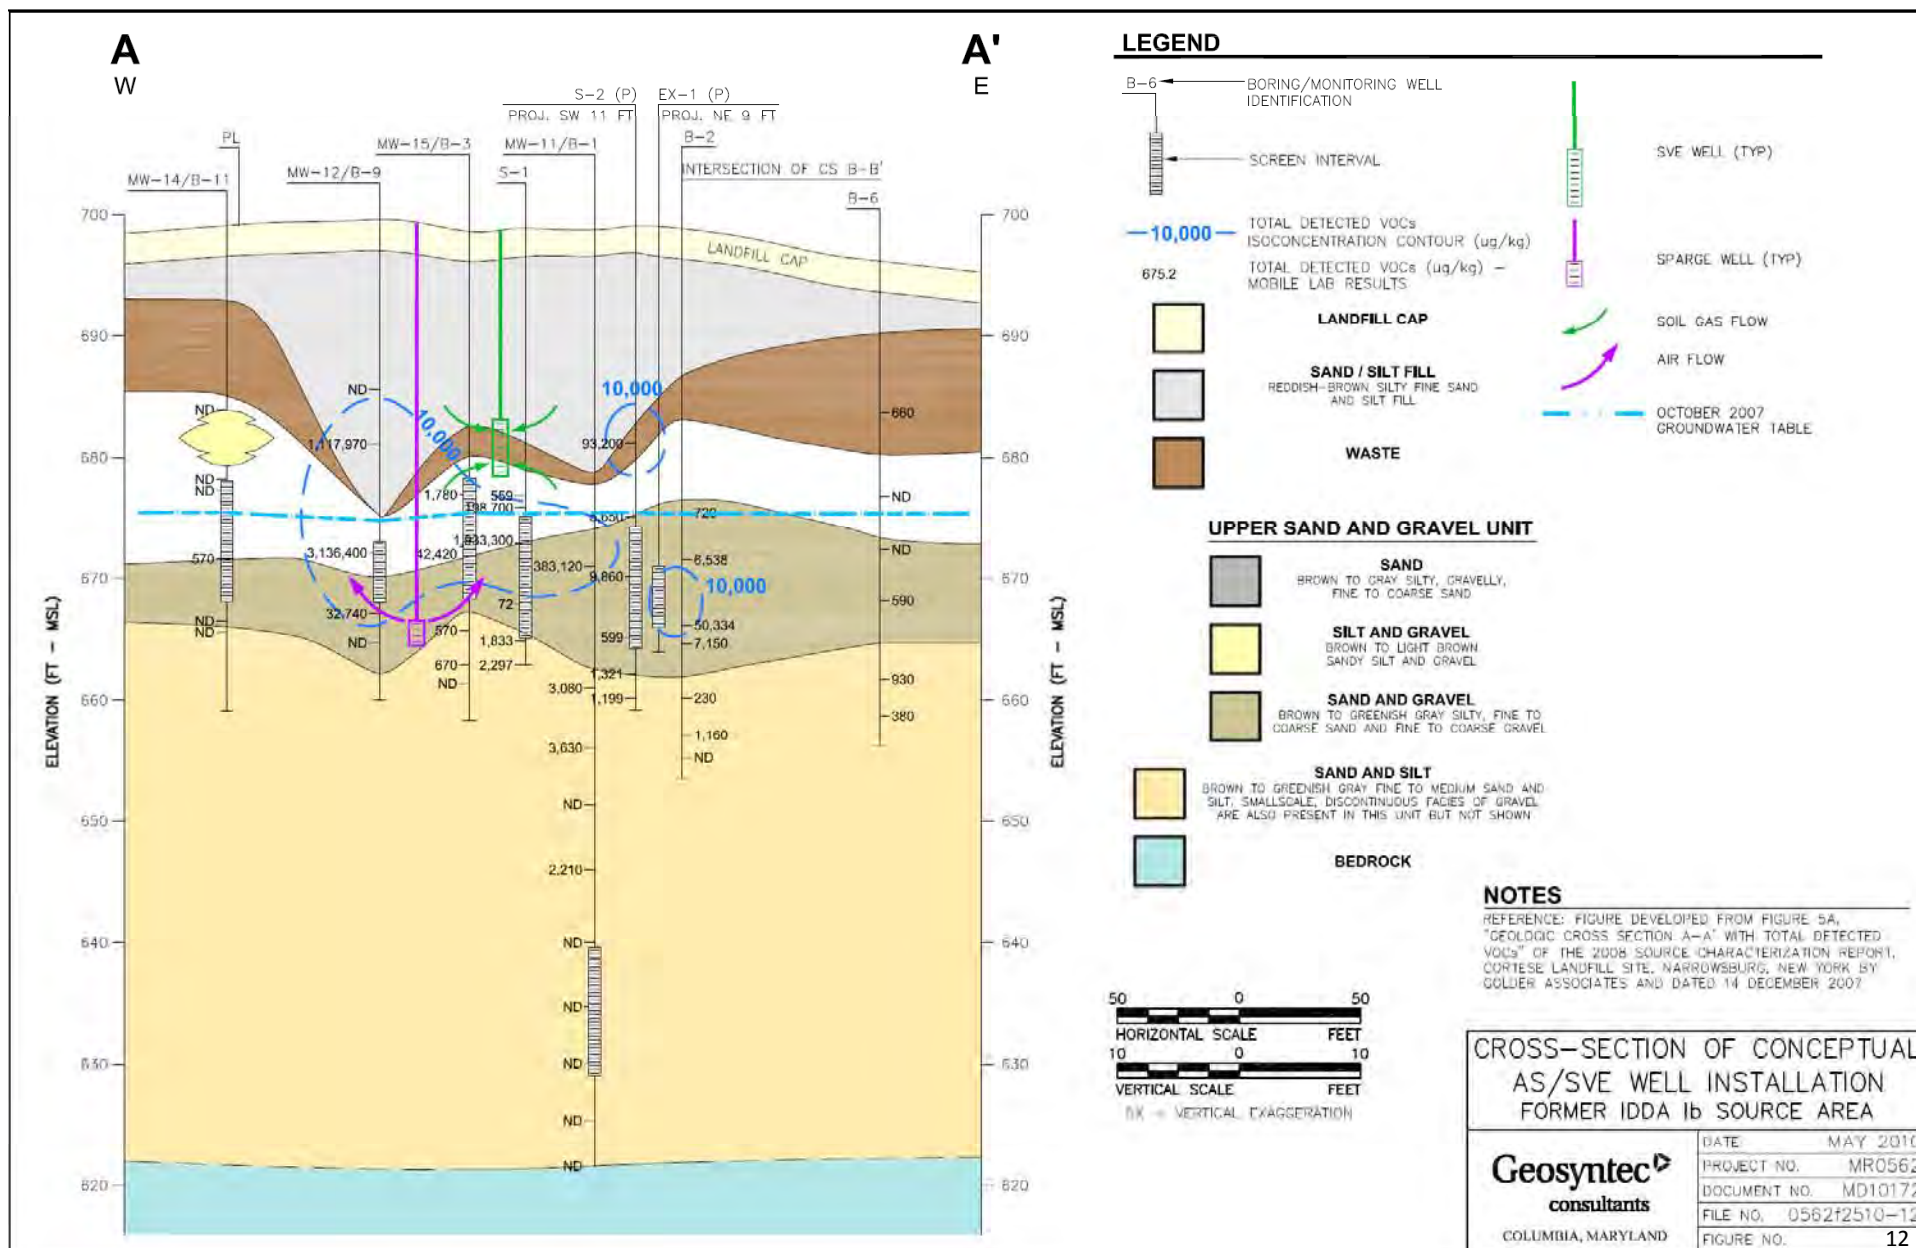 A
W
A'
E
S-2 (P)
EX-1 (P)
PROJ. SW 11 FT
PROJ. NE 9 FT
PL
MW-15/B-3
MW-11/B-1
B-2
MW-14/B-11
MW-12/B-9
S-1
INTERSECTION OF CS B-B'
B-6
700
700
LANDFILL CAP
690
690
ND
10,000
ND
10,000
660
1,117,970
93,200
680
680
ND
ND
1,780
569
ND
198,700
720
3,136,400
42,420
ND
570
383,120
6,538
9,860
10,000
670
670
72
590
32,740
ND
ND
ND
570
1,833
599
50,334
7,150
670
2,297
ND
3,080
930
660
1,199
230
660
380
3,630
1,160
ND
ND
650
650
2,210
640
ND
640
ND
630
ND
630
ND
ND
620
620
ELEVATION (FT - MSL)
ELEVATION (FT - MSL)
LEGEND
B-6
BORING/MONITORING WELL
IDENTIFICATION
SCREEN INTERVAL
10,000
TOTAL DETECTED VOCs
ISOCONCENTRATION CONTOUR (ug/kg)
675.2
TOTAL DETECTED VOCs (ug/kg) -
MOBILE LAB RESULTS
LANDFILL CAP
SAND / SILT FILL
REDDISH-BROWN SILTY FINE SAND
AND SILT FILL
WASTE
SVE WELL (TYP)
SPARGE WELL (TYP)
SOIL GAS FLOW
AIR FLOW
OCTOBER 2007
GROUNDWATER TABLE
UPPER SAND AND GRAVEL UNIT
SAND
BROWN TO GRAY SILTY, GRAVELLY,
FINE TO COARSE SAND
SILT AND GRAVEL
BROWN TO LIGHT BROWN
SANDY SILT AND GRAVEL
SAND AND GRAVEL
BROWN TO GREENISH GRAY SILTY, FINE TO
COARSE SAND AND FINE TO COARSE GRAVEL
SAND AND SILT
BROWN TO GREENISH GRAY FINE TO MEDIUM SAND AND
SILT, SMALLSCALE, DISCONTINUOUS FACIES OF GRAVEL
ARE ALSO PRESENT IN THIS UNIT BUT NOT SHOWN
BEDROCK
NOTES
REFERENCE: FIGURE DEVELOPED FROM FIGURE 5A,
"GEOLOGIC CROSS SECTION A-A' WITH TOTAL DETECTED
VOCs" OF THE 2008 SOURCE CHARACTERIZATION REPORT,
CORTESE LANDFILL SITE, NARROWSBURG, NEW YORK BY
GOLDER ASSOCIATES AND DATED 14 DECEMBER 2007
50 0 50
HORIZONTAL SCALE FEET
10 0 10
VERTICAL SCALE FEET
VERTICAL EXAGGERATION
CROSS-SECTION OF CONCEPTUAL
AS/SVE WELL INSTALLATION
FORMER IDDA Ib SOURCE AREA
Geosyntec
consultants
COLUMBIA, MARYLAND
DATE: MAY 2010
PROJECT NO. MR0562
DOCUMENT NO. MD10172
FILE NO. 0562f2510-12
FIGURE NO. 12